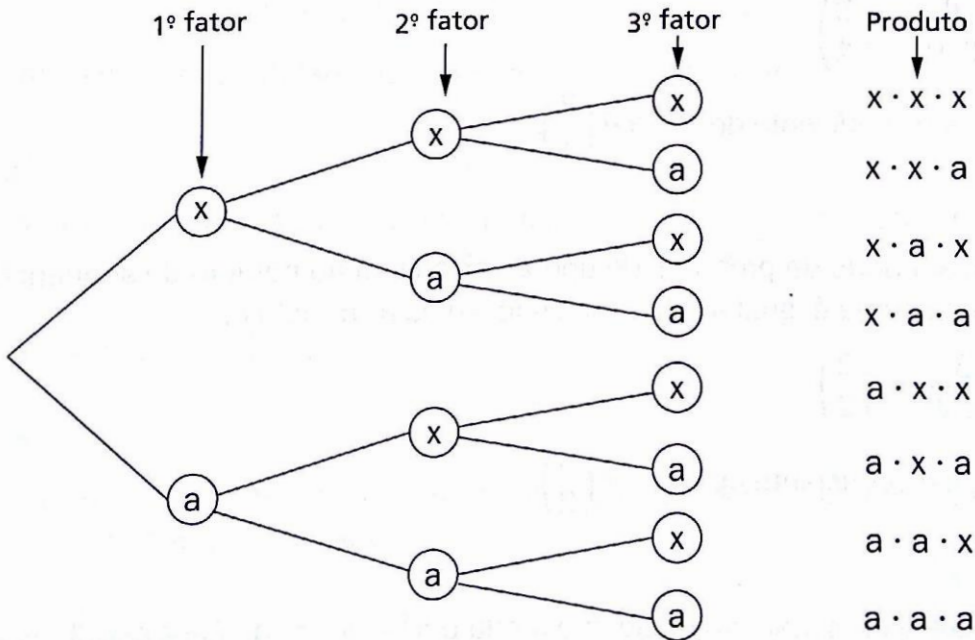 1º fator 2º fator 3º fator Produto
x x x x · x · x
a x · x · a
a x x · a · x
a x · a · a
a x x a · x · x
a a · x · a
a x a · a · x
a a · a · a